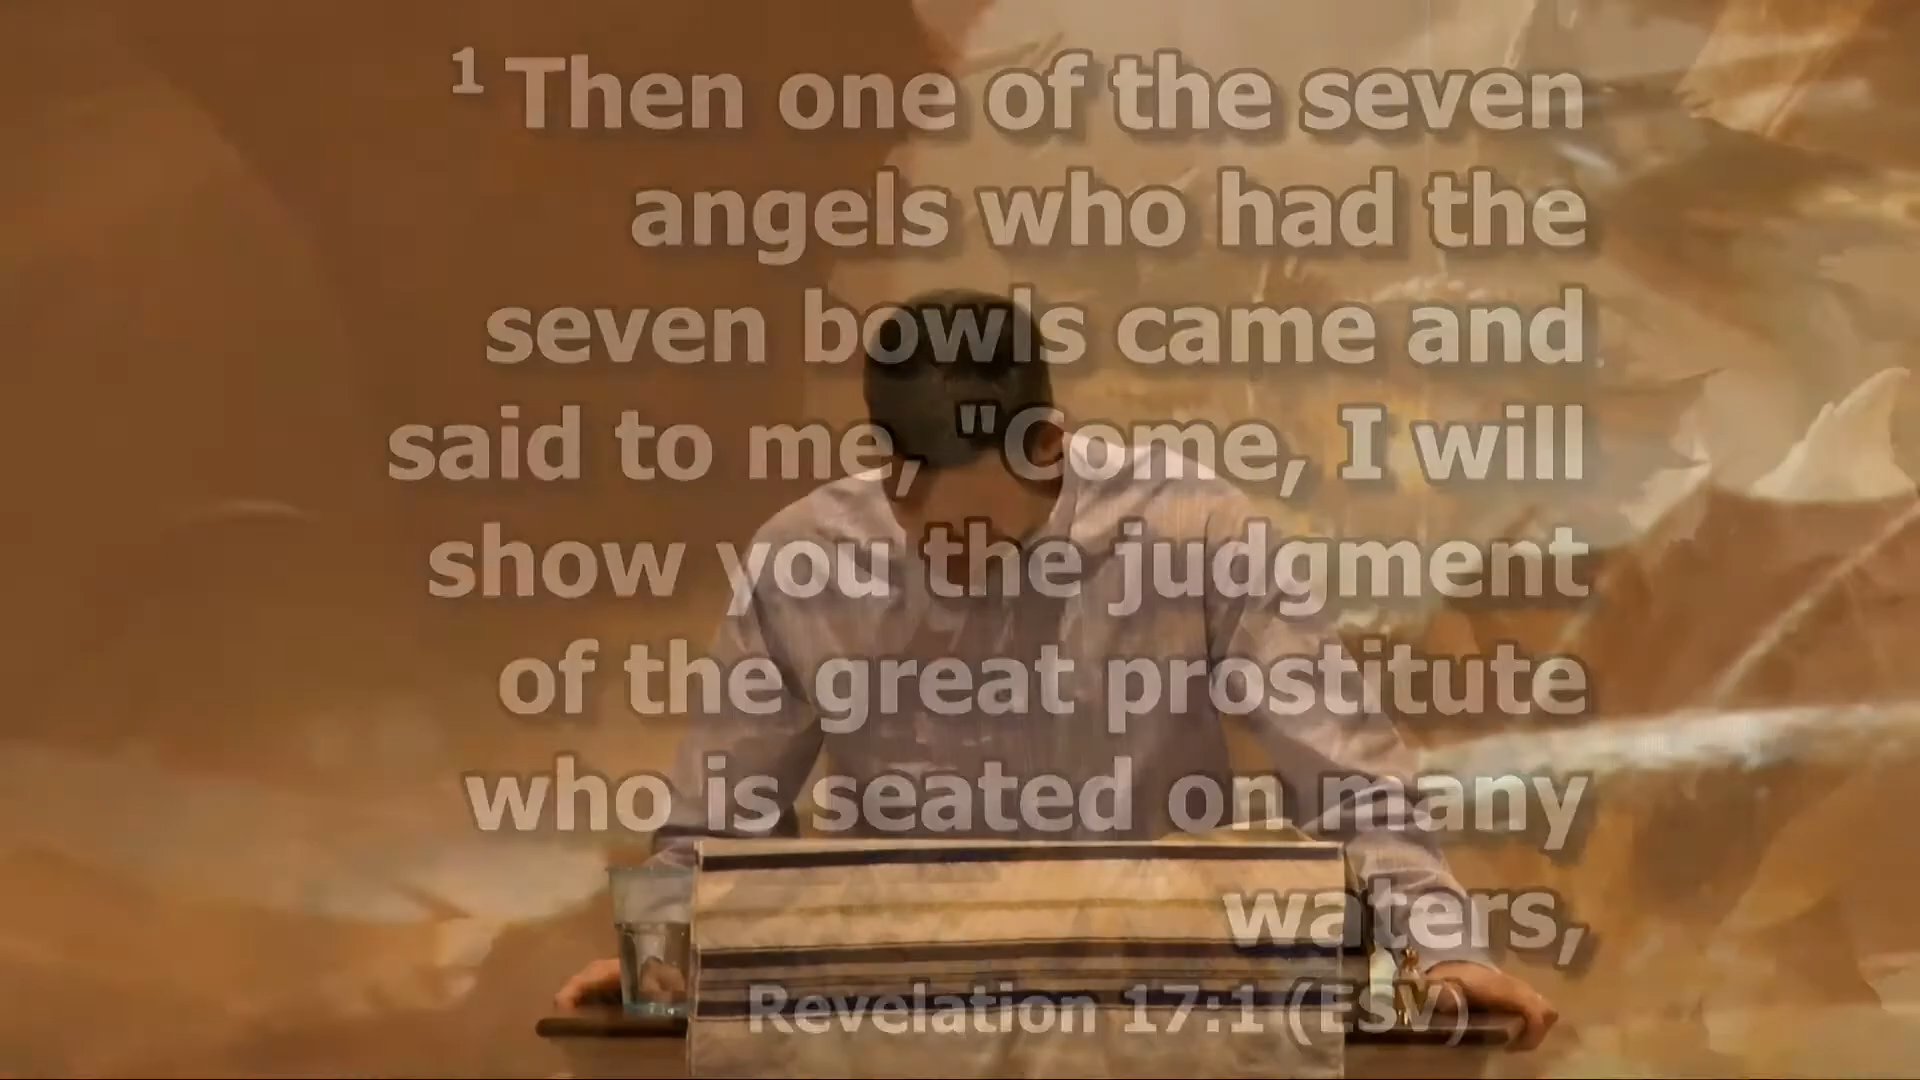 1 Then one of the seven
angels who had the
seven bowls came and
said to me, "Come, I will
show you the judgment
of the great prostitute
who is seated on many
waters,
Revelation 17:1 (ESV)